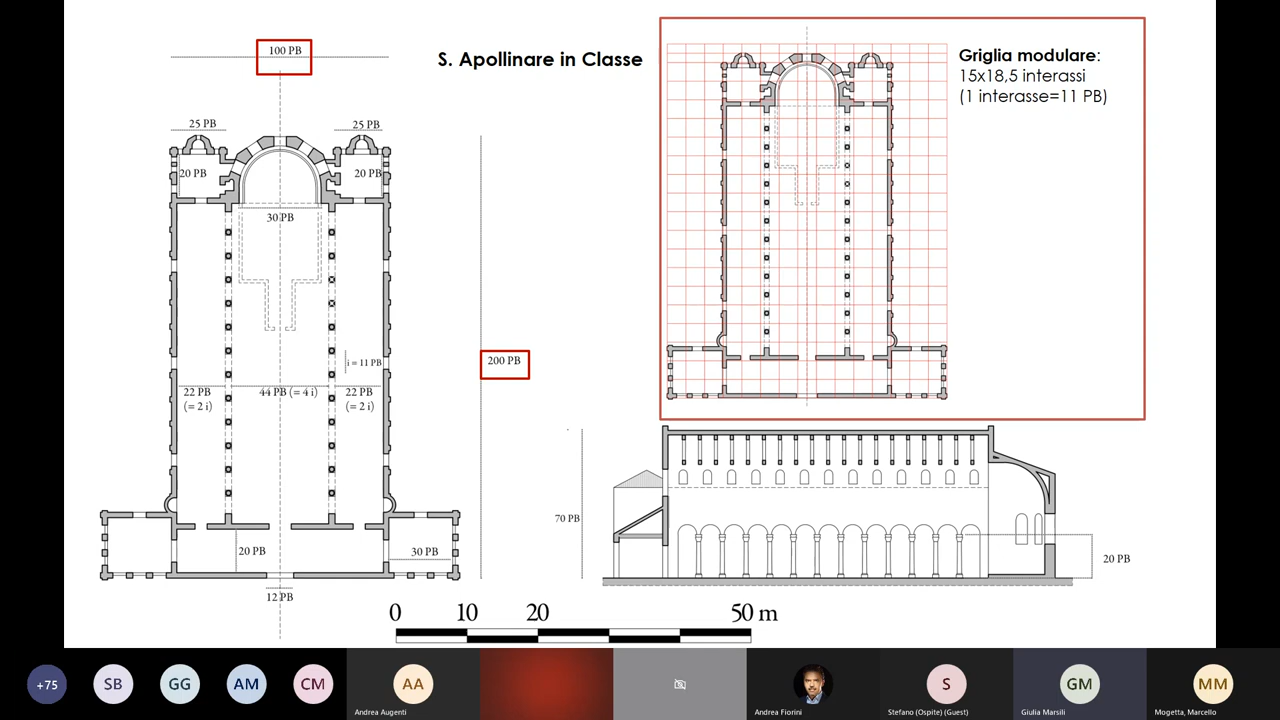 100 PB
S. Apollinare in Classe
25 PB
25 PB
20 PB
20 PB
30 PB
i = 11 PB
22 PB
(= 2 i)
44 PB (= 4 i)
22 PB
(= 2 i)
200 PB
20 PB
30 PB
12 PB
Griglia modulare:
15x18,5 interassi
(1 interasse=11 PB)
70 PB
20 PB
0 10 20 50 m
+75
SB
GG
AM
CM
AA
Andrea Augenti
Andrea Fiorini
S
Stefano (Ospite) (Guest)
GM
Giulia Marsili
MM
Mogetta, Marcello